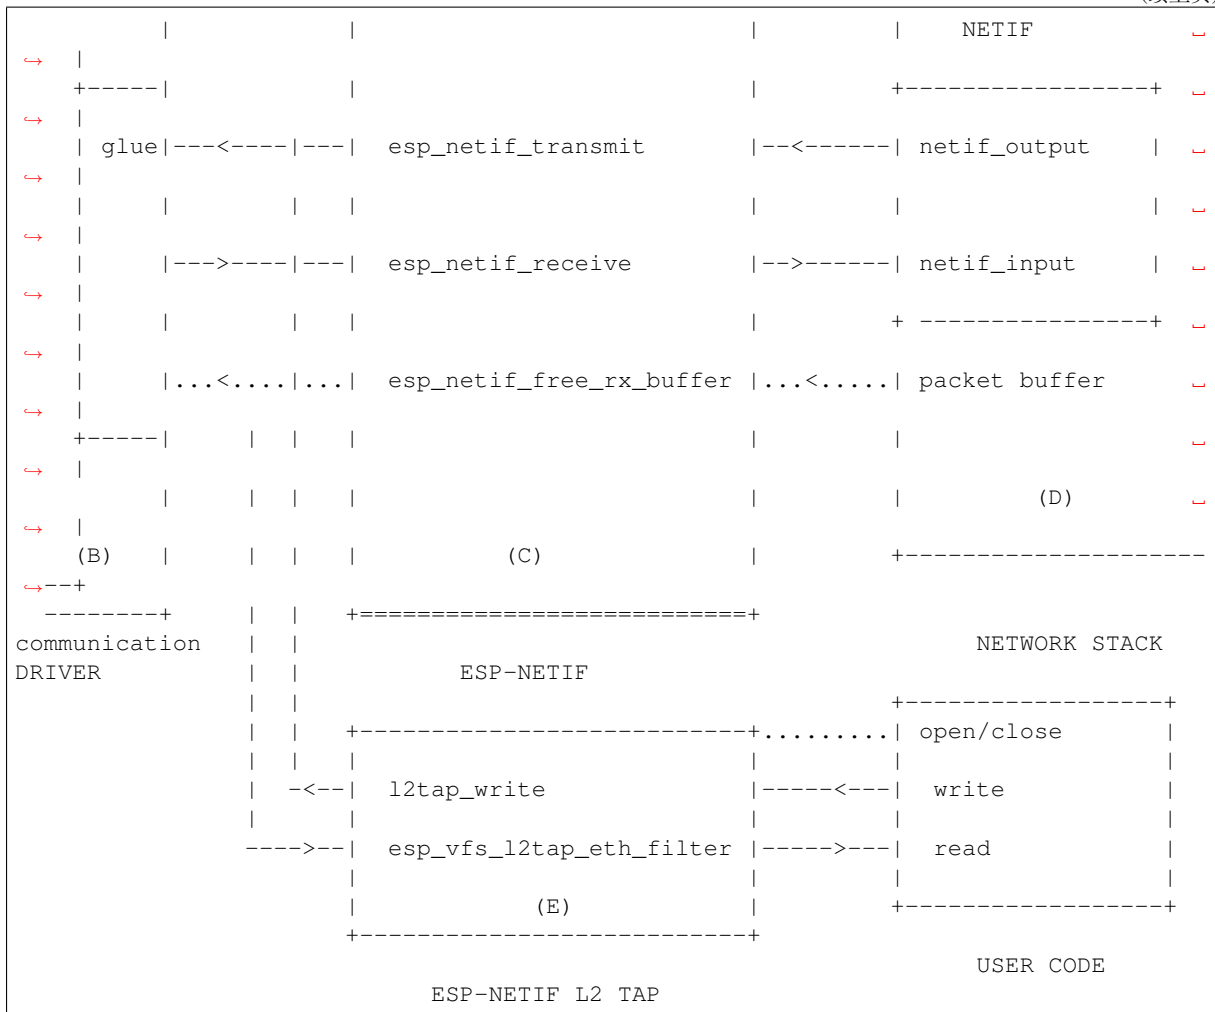 |            |                           |         |    NETIF            ␣
↪   |
    +-----|            |                           |         +-----------------+   ␣
↪   |
    | glue|---<----|---|  esp_netif_transmit       |--<------| netif_output    |   ␣
↪   |
    |     |        |   |                           |         |                 |   ␣
↪   |
    |     |--->----|---|  esp_netif_receive        |-->------| netif_input     |   ␣
↪   |
    |     |        |   |                           |         + ----------------+   ␣
↪   |
    |     |...<....|...|  esp_netif_free_rx_buffer |...<.....| packet buffer       ␣
↪   |
    +-----|     |  |   |                           |         |                     ␣
↪   |
          |     |  |   |                           |         |         (D)         ␣
↪   |
    (B)   |     |  |   |          (C)              |         +---------------------
↪--+
  --------+     |  |   +===========================+
communication   |  |                                               NETWORK STACK
DRIVER          |  |           ESP-NETIF
                |  |                                         +------------------+
                |  |   +---------------------------+.........| open/close       |
                |  |   |                           |         |                  |
                |  -<--|  l2tap_write              |-----<---|  write           |
                |      |                           |         |                  |
                ---->--|  esp_vfs_l2tap_eth_filter |----->---|  read            |
                       |                           |         |                  |
                       |            (E)            |         +------------------+
                       +---------------------------+
                                                                   USER CODE
                             ESP-NETIF L2 TAP